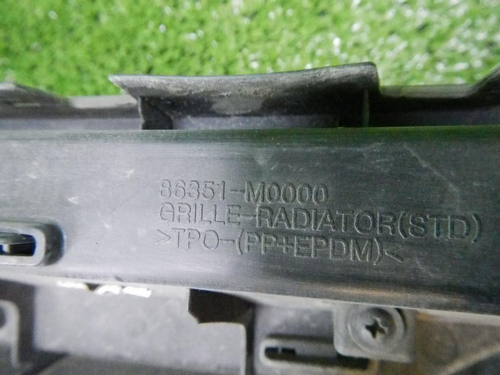 86351-M0000
GRILLE-RADIATOR(STD)
>TPO-(PP+EPDM)<